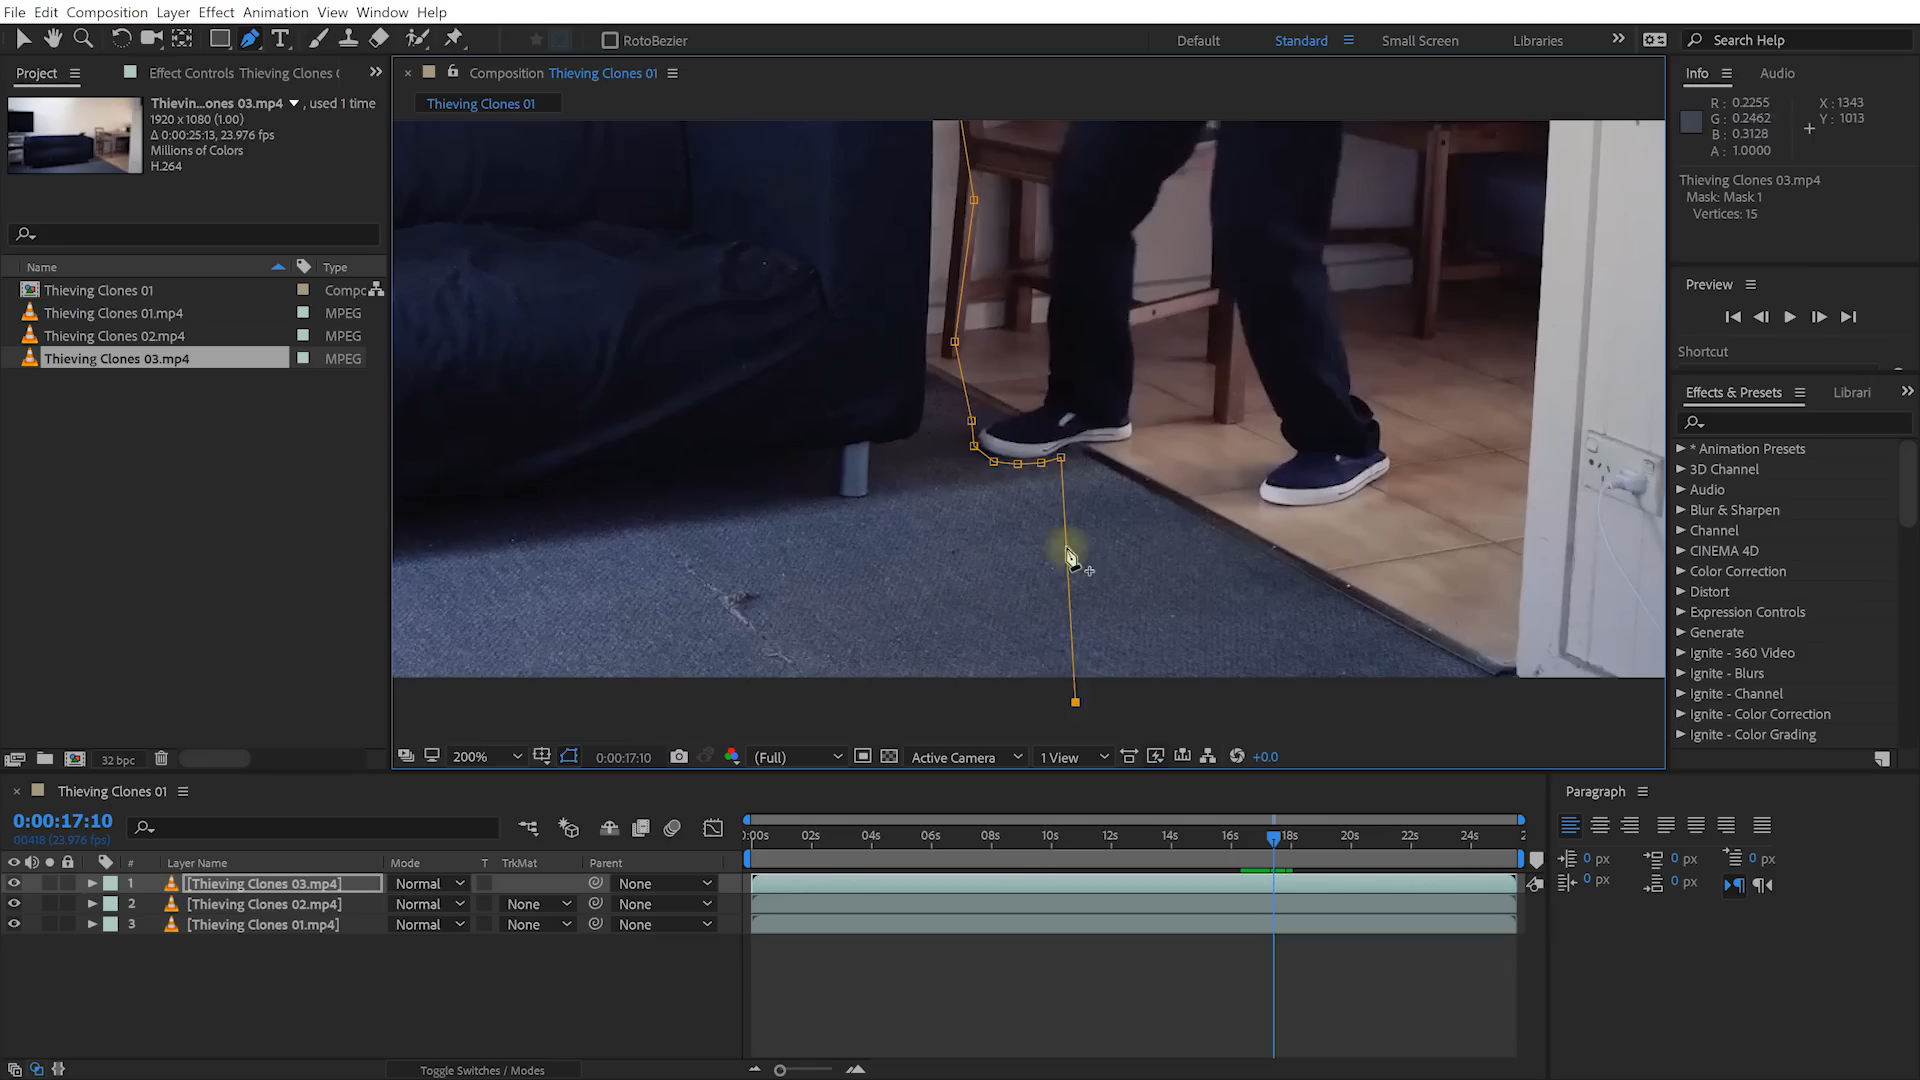 File Edit Composition Layer Effect Animation View Window Help
RotoBezier Default Standard Small Screen Libraries Search Help
Project Effect Controls Thieving Clones (
Composition Thieving Clones 01
Info Audio
Thievin...ones 03.mp4 , used 1 time
1920 x 1080 (1.00)
Δ 0:00:25:13, 23.976 fps
Millions of Colors
H.264
Thieving Clones 01
R : 0.2255
G : 0.2462
B : 0.3128
A : 1.0000
X : 1343
Y : 1013
Thieving Clones 03.mp4
Mask: Mask 1
Vertices: 15
Name Type
Thieving Clones 01 Compc
Thieving Clones 01.mp4 MPEG
Thieving Clones 02.mp4 MPEG
Thieving Clones 03.mp4 MPEG
Preview
Shortcut
Effects & Presets Librari
* Animation Presets
3D Channel
Audio
Blur & Sharpen
Channel
CINEMA 4D
Color Correction
Distort
Expression Controls
Generate
Ignite - 360 Video
Ignite - Blurs
Ignite - Channel
Ignite - Color Correction
Ignite - Color Grading
32 bpc
200% 0:00:17:10 (Full) Active Camera 1 View +0.0
Thieving Clones 01
0:00:17:10
00418 (23.976 fps)
# Layer Name Mode T TrkMat Parent
1 [Thieving Clones 03.mp4] Normal None
2 [Thieving Clones 02.mp4] Normal None None
3 [Thieving Clones 01.mp4] Normal None None
):00s 02s 04s 06s 08s 10s 12s 14s 16s 18s 20s 22s 24s 2
Toggle Switches / Modes
Paragraph
0 px 0 px 0 px
0 px 0 px